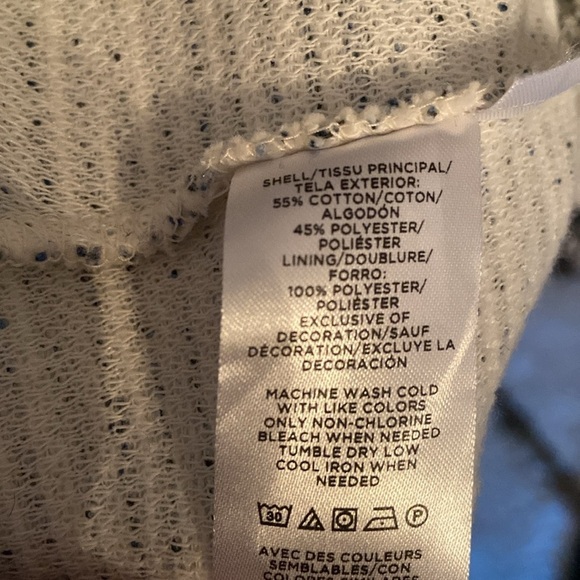 SHELL/TISSU PRINCIPAL/
TELA EXTERIOR:
55% COTTON/COTON/
ALGODÓN
45% POLYESTER/
POLIÉSTER
LINING/DOUBLURE/
FORRO:
100% POLYESTER/
POLIÉSTER
EXCLUSIVE OF
DECORATION/SAUF
DÉCORATION/EXCLUYE LA
DECORACIÓN
MACHINE WASH COLD
WITH LIKE COLORS
ONLY NON-CHLORINE
BLEACH WHEN NEEDED
TUMBLE DRY LOW
COOL IRON WHEN
NEEDED
30 P
AVEC DES COULEURS
SEMBLABLES/CON
COLORES SIMILARES